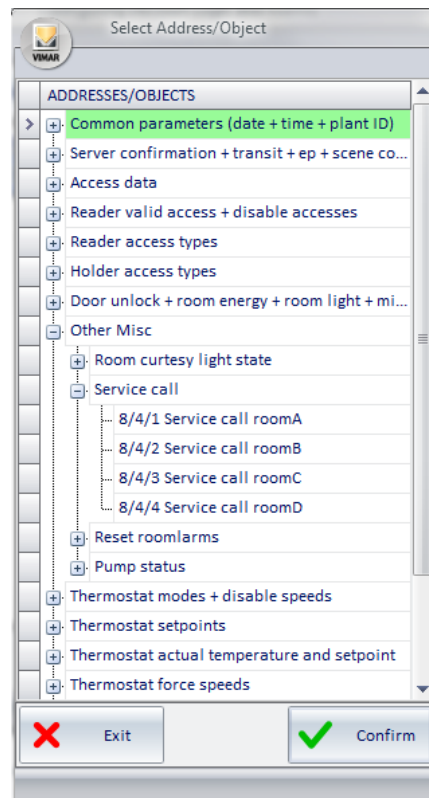 Select Address/Object
VIMAR
ADDRESSES/OBJECTS
Common parameters (date + time + plant ID)
Server confirmation + transit + ep + scene co...
Access data
Reader valid access + disable accesses
Reader access types
Holder access types
Door unlock + room energy + room light + mi...
Other Misc
Room curtesy light state
Service call
8/4/1 Service call roomA
8/4/2 Service call roomB
8/4/3 Service call roomC
8/4/4 Service call roomD
Reset roomlarms
Pump status
Thermostat modes + disable speeds
Thermostat setpoints
Thermostat actual temperature and setpoint
Thermostat force speeds
Exit
Confirm